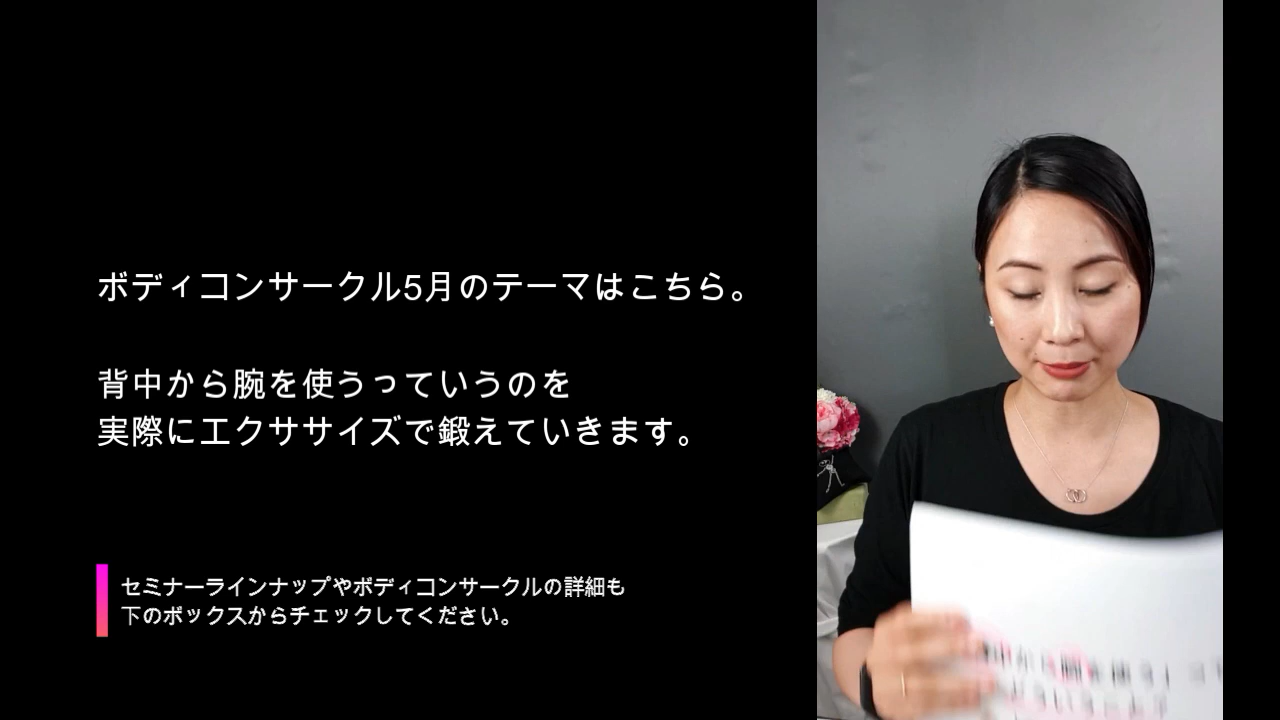 ボディコンサークル5月のテーマはこちら。
背中から腕を使うっていうのを
実際にエクササイズで鍛えていきます。
セミナーラインナップやボディコンサークルの詳細も
下のボックスからチェックしてください。